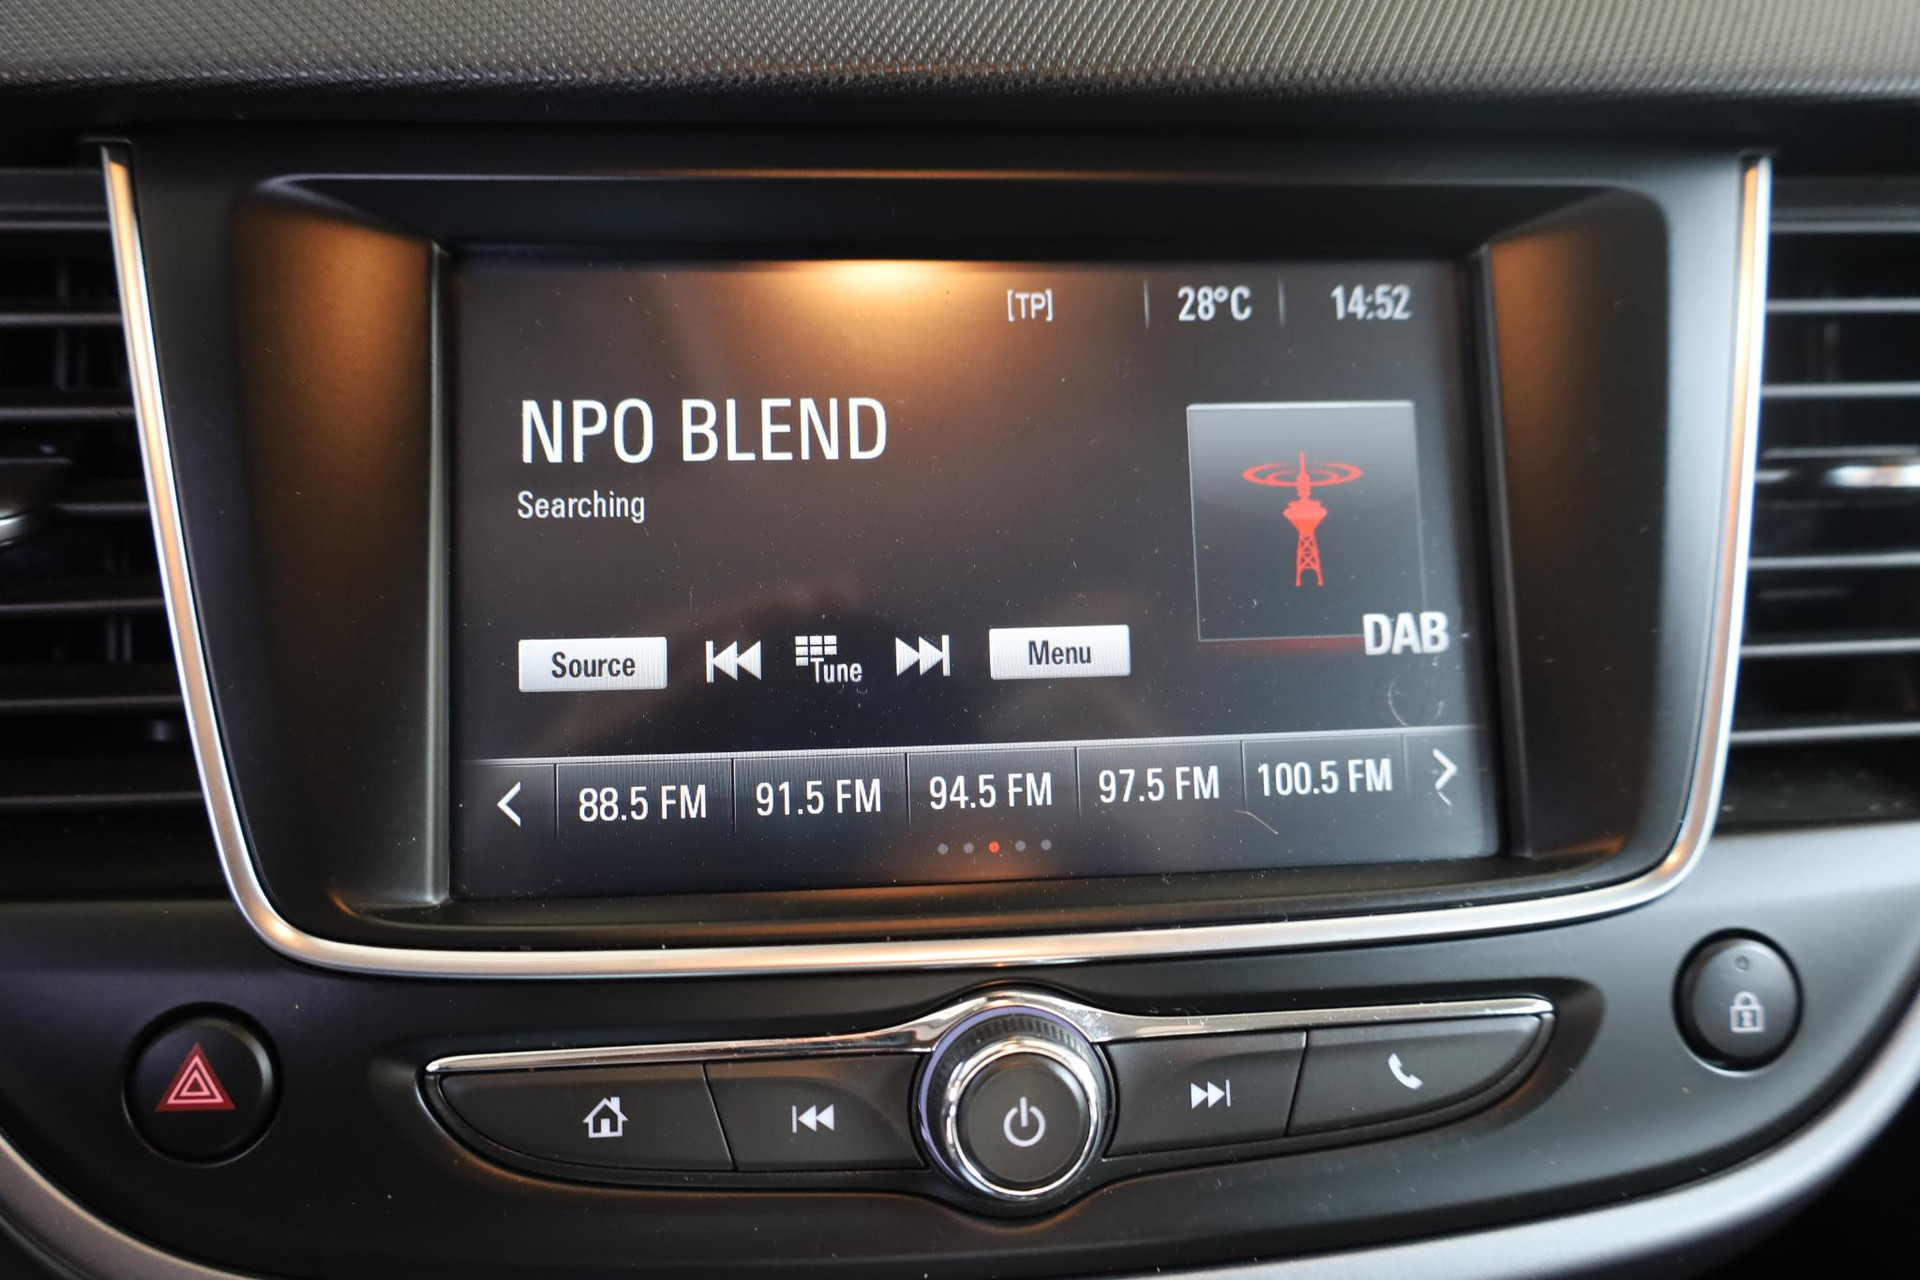 [TP] 28°C 14:52
NPO BLEND
Searching
Source Tune Menu
DAB
88.5 FM 91.5 FM 94.5 FM 97.5 FM 100.5 FM